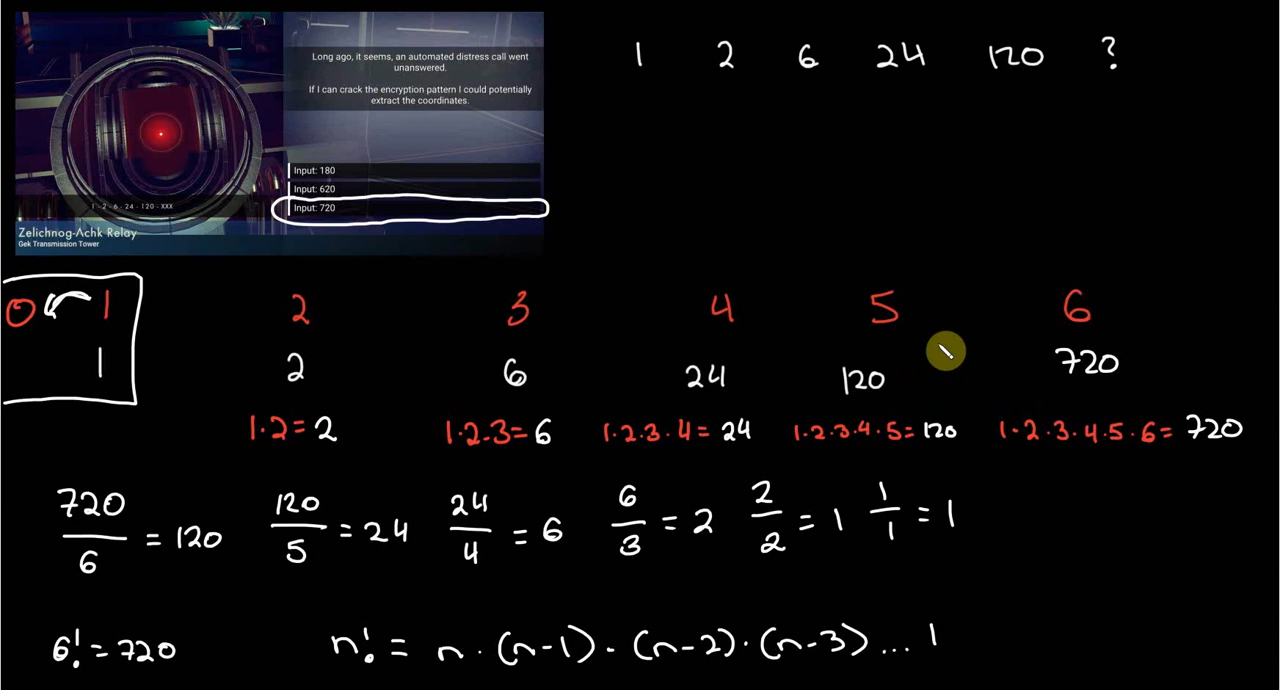 Long ago, it seems, an automated distress call went
unanswered.
If I can crack the encryption pattern I could potentially
extract the coordinates.
Input: 180
Input: 620
Input: 720
1 - 2 - 6 - 24 - 120 - XXX
Zelichnog-Achk Relay
Gek Transmission Tower
1 2 6 24 120 ?
0 1 2 3 4 5 6
1 2 6 24 120 720
1·2=2 1·2·3=6 1·2·3·4=24 1·2·3·4·5=120 1·2·3·4·5·6=720
720/6 = 120 120/5 = 24 24/4 = 6 6/3 = 2 2/2 = 1 1/1 = 1
6! = 720 n! = n·(n-1)·(n-2)·(n-3)...1